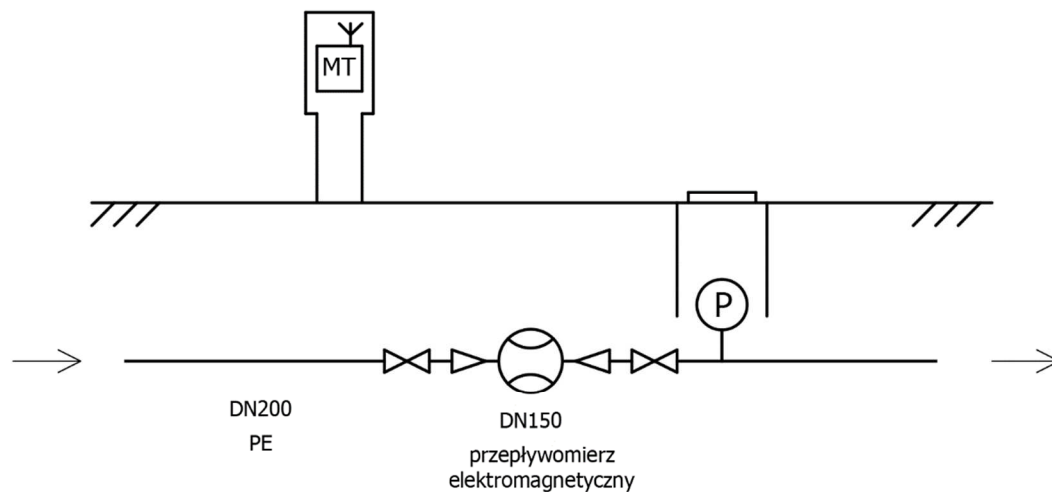 MT
P
DN200
PE
DN150
przepływomierz
elektromagnetyczny